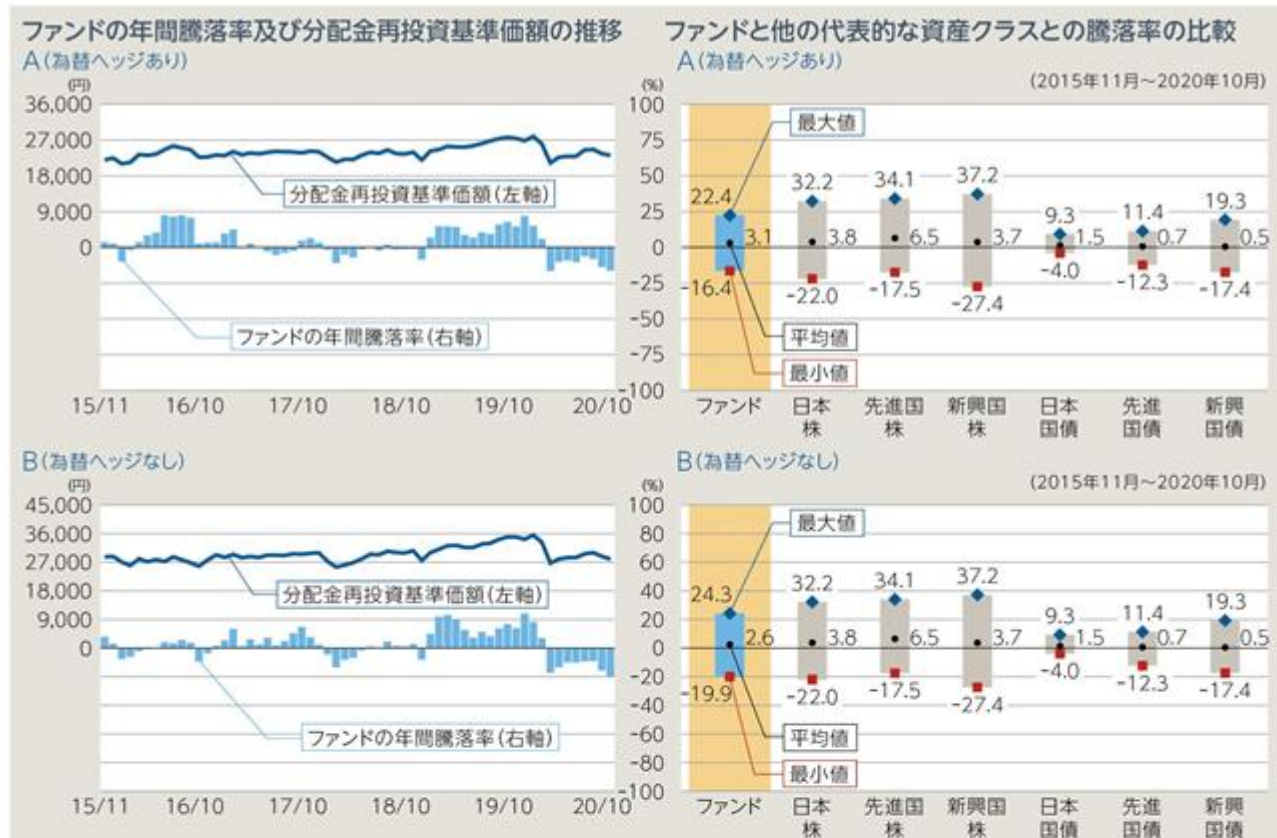 ファンドの年間騰落率及び分配金再投資基準価額の推移
A(為替ヘッジあり)
(円)
36,000
27,000
18,000
9,000
0
分配金再投資基準価額(左軸)
ファンドの年間騰落率(右軸)
15/11 16/10 17/10 18/10 19/10 20/10
ファンドと他の代表的な資産クラスとの騰落率の比較
A(為替ヘッジあり)
(2015年11月～2020年10月)
(%)
100
75
50
25
0
-25
-50
-75
-100
最大値
22.4 32.2 34.1 37.2 9.3 11.4 19.3
3.1 3.8 6.5 3.7 1.5 0.7 0.5
-16.4 -22.0 -17.5 -27.4 -4.0 -12.3 -17.4
平均値
最小値
ファンド 日本 先進国 新興国 日本 先進 新興
株 株 株 国債 国債 国債
B(為替ヘッジなし)
(円)
45,000
36,000
27,000
18,000
9,000
0
分配金再投資基準価額(左軸)
ファンドの年間騰落率(右軸)
15/11 16/10 17/10 18/10 19/10 20/10
B(為替ヘッジなし)
(2015年11月～2020年10月)
(%)
100
80
60
40
20
0
-20
-40
-60
-80
-100
最大値
24.3 32.2 34.1 37.2 9.3 11.4 19.3
2.6 3.8 6.5 3.7 1.5 0.7 0.5
-19.9 -22.0 -17.5 -27.4 -4.0 -12.3 -17.4
平均値
最小値
ファンド 日本 先進国 新興国 日本 先進 新興
株 株 株 国債 国債 国債